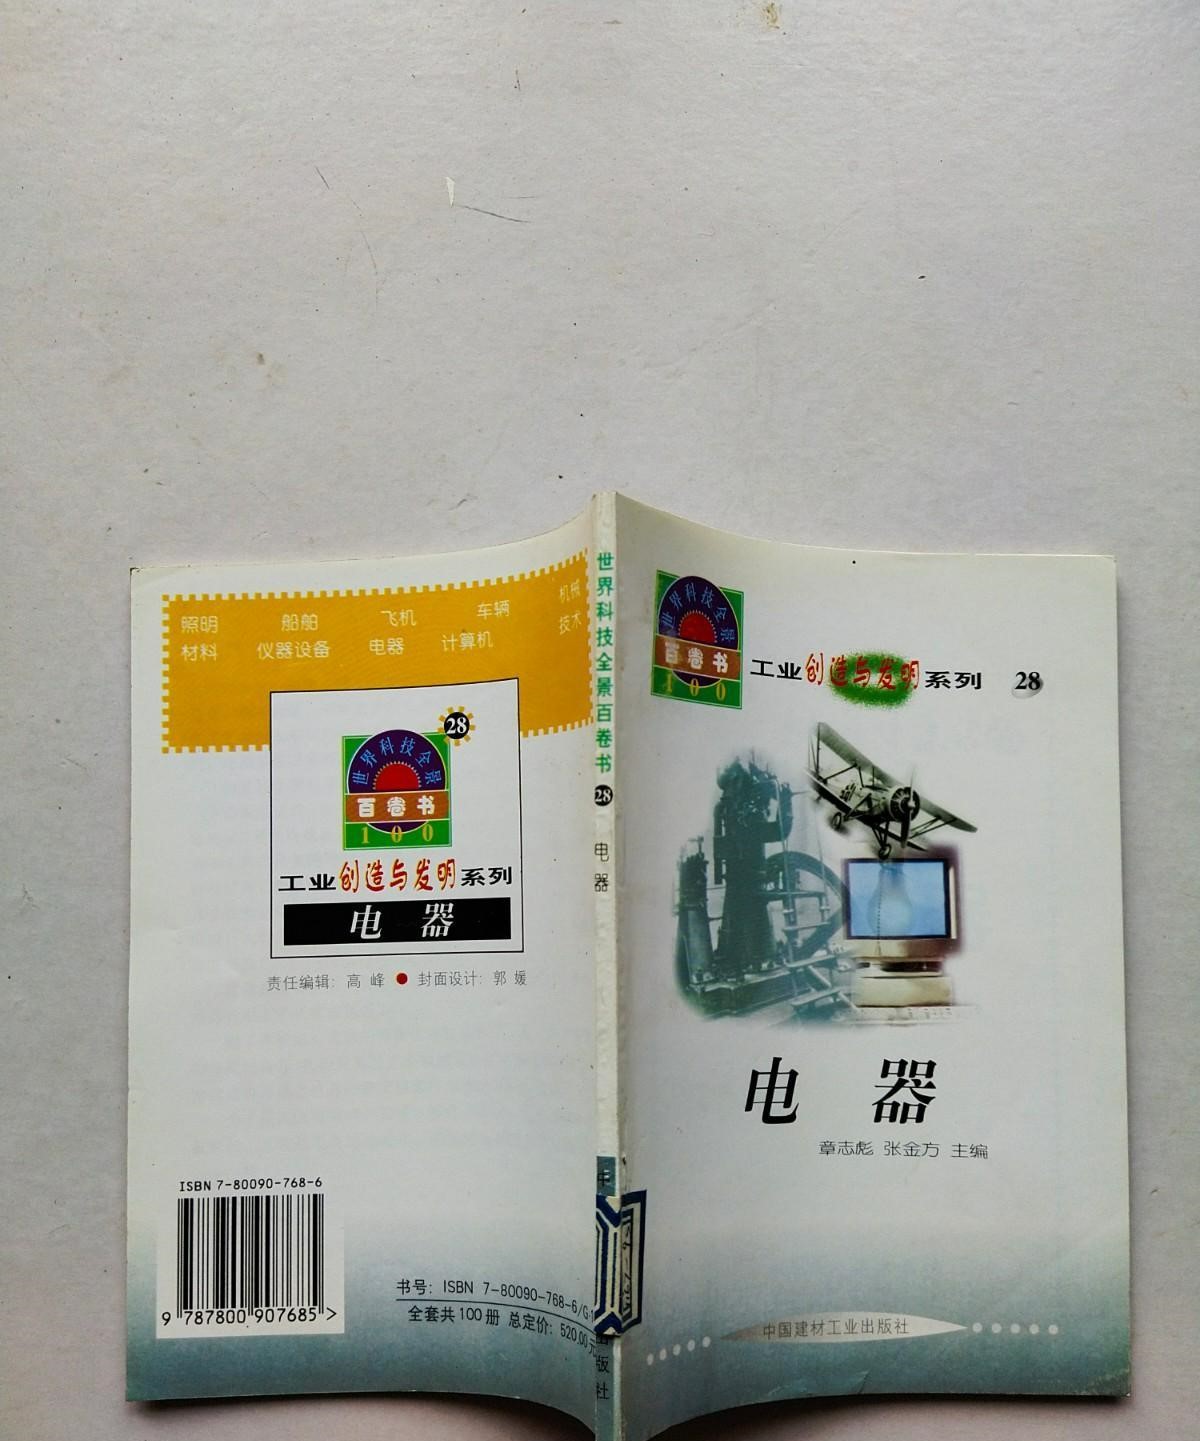 照明 船舶 飞机 车辆 机械
材料 仪器设备 电器 计算机 技术
28
世界科技全景
百卷书
100
工业创造与发明系列
电器
责任编辑：高峰 ● 封面设计：郭媛
ISBN 7-80090-768-6
9 787800 907685 >
书号：ISBN 7-80090-768-6/G·
全套共100册 总定价：520.00元
世界科技全景百卷书 28 电器
版社
世界科技全景
百卷书
100
工业创造与发明系列 28
电器
章志彪 张金方 主编
中国建材工业出版社